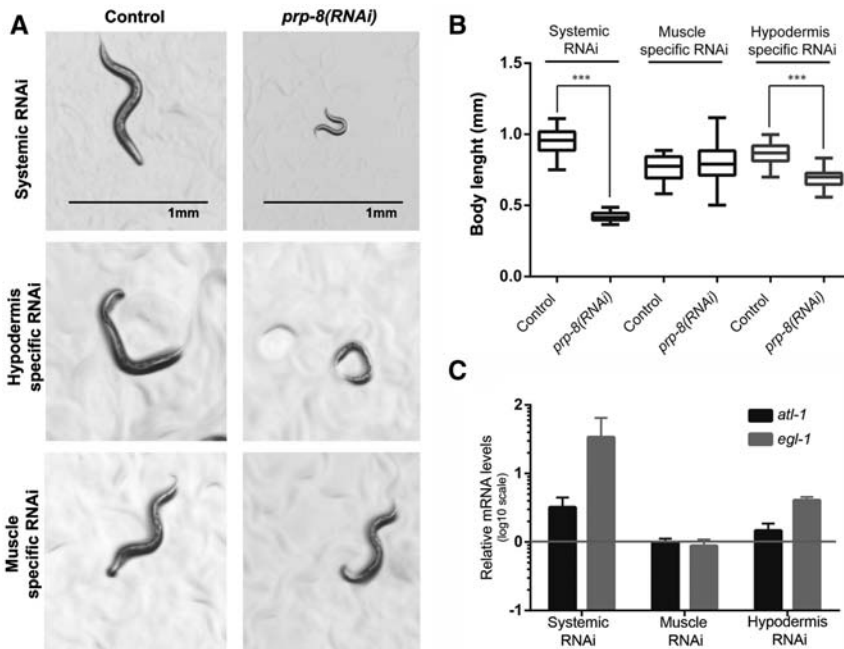 A
Control
prp-8(RNAi)
Systemic RNAi
1mm
1mm
Hypodermis
specific RNAi
Muscle
specific RNAi
B
Systemic
RNAi
Muscle
specific RNAi
Hypodermis
specific RNAi
***
***
Body lenght (mm)
1.5
1.0
0.5
0.0
Control
prp-8(RNAi)
Control
prp-8(RNAi)
Control
prp-8(RNAi)
C
Relative mRNA levels
(log10 scale)
2
1
0
-1
atl-1
egl-1
Systemic
RNAi
Muscle
RNAi
Hypodermis
RNAi